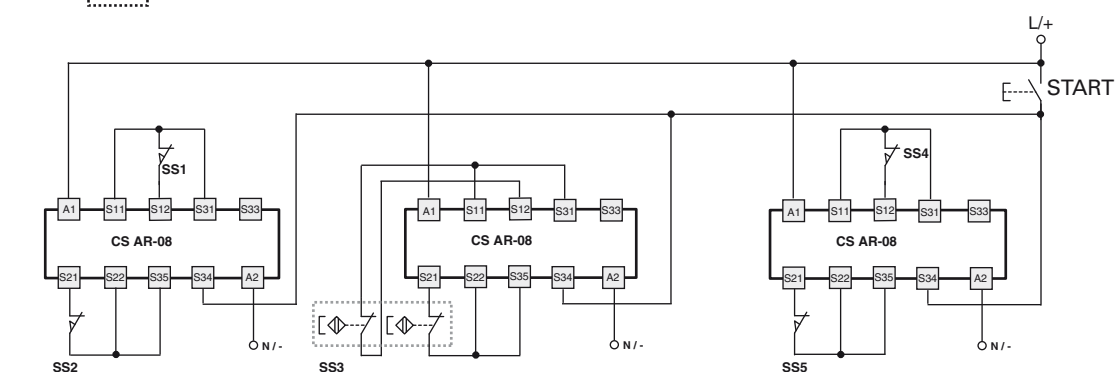 L/+
START
SS1
SS4
A1 S11 S12 S31 S33
A1 S11 S12 S31 S33
A1 S11 S12 S31 S33
CS AR-08
CS AR-08
CS AR-08
S21 S22 S35 S34 A2
S21 S22 S35 S34 A2
S21 S22 S35 S34 A2
N / -
N / -
N / -
SS2
SS3
SS5